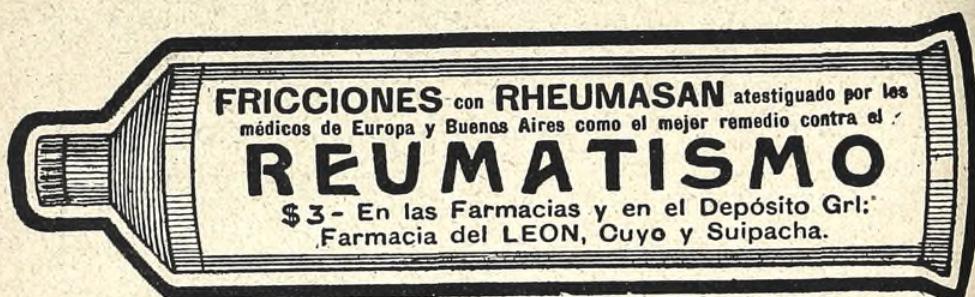 FRICCIONES con RHEUMASAN atestiguado por los
médicos de Europa y Buenos Aires como el mejor remedio contra el
REUMATISMO
$3- En las Farmacias y en el Depósito Grl:
Farmacia del LEON, Cuyo y Suipacha.